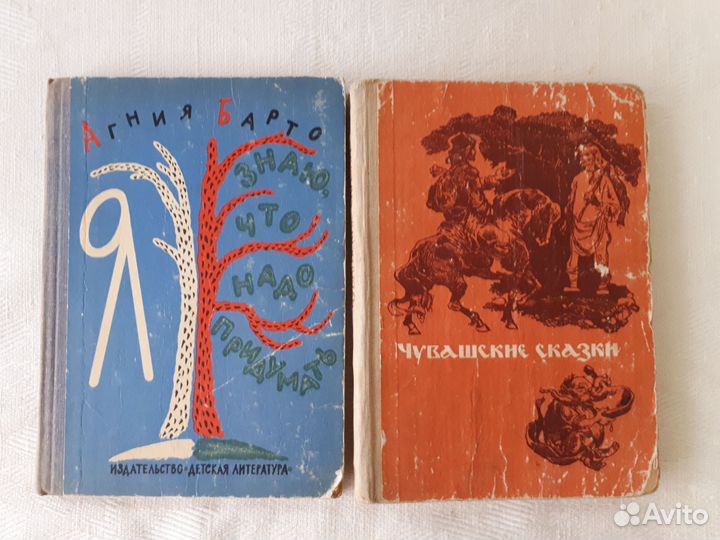 Агния Барто
Я
знаю,
что
надо
придумать
издательство «детская литература»
Чувашские сказки
Avito